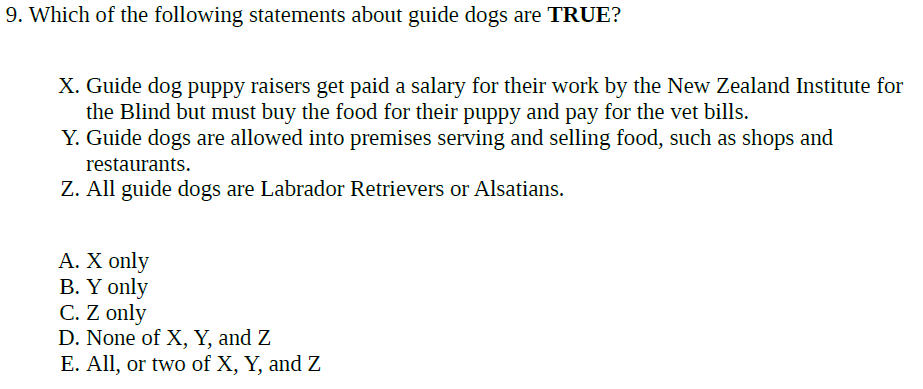 9. Which of the following statements about guide dogs are TRUE?
X. Guide dog puppy raisers get paid a salary for their work by the New Zealand Institute for
the Blind but must buy the food for their puppy and pay for the vet bills.
Y. Guide dogs are allowed into premises serving and selling food, such as shops and
restaurants.
Z. All guide dogs are Labrador Retrievers or Alsatians.
A. X only
B. Y only
C. Z only
D. None of X, Y, and Z
E. All, or two of X, Y, and Z